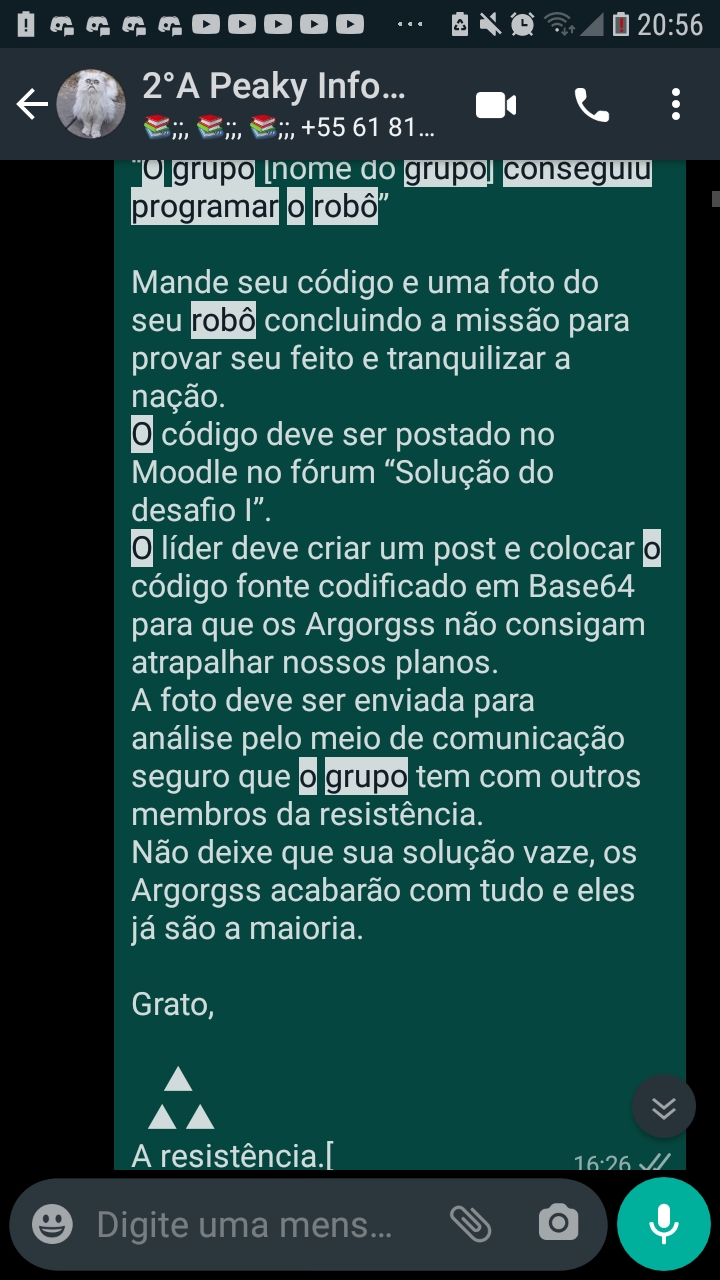 20:56
2°A Peaky Info...
📚;;, 📚;;, 📚;;, +55 61 81...
“O grupo [nome do grupo] conseguiu
programar o robô”
Mande seu código e uma foto do
seu robô concluindo a missão para
provar seu feito e tranquilizar a
nação.
O código deve ser postado no
Moodle no fórum “Solução do
desafio I”.
O líder deve criar um post e colocar o
código fonte codificado em Base64
para que os Argorgss não consigam
atrapalhar nossos planos.
A foto deve ser enviada para
análise pelo meio de comunicação
seguro que o grupo tem com outros
membros da resistência.
Não deixe que sua solução vaze, os
Argorgss acabarão com tudo e eles
já são a maioria.
Grato,
A resistência.[
16:26
Digite uma mens...